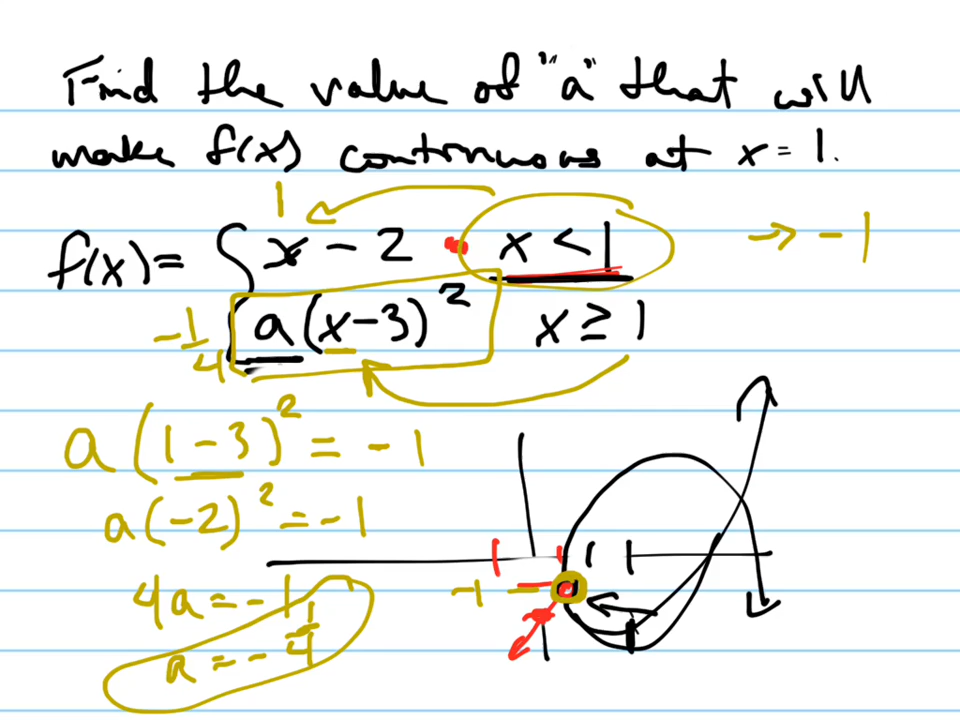 Find the value of "a" that will
make f(x) continuous at x = 1.
1
f(x) = { x - 2 x < 1 → -1
-1/4 a(x-3)² x ≥ 1
a(1-3)² = -1
a(-2)² = -1
4a = -1
a = -1/4
-1